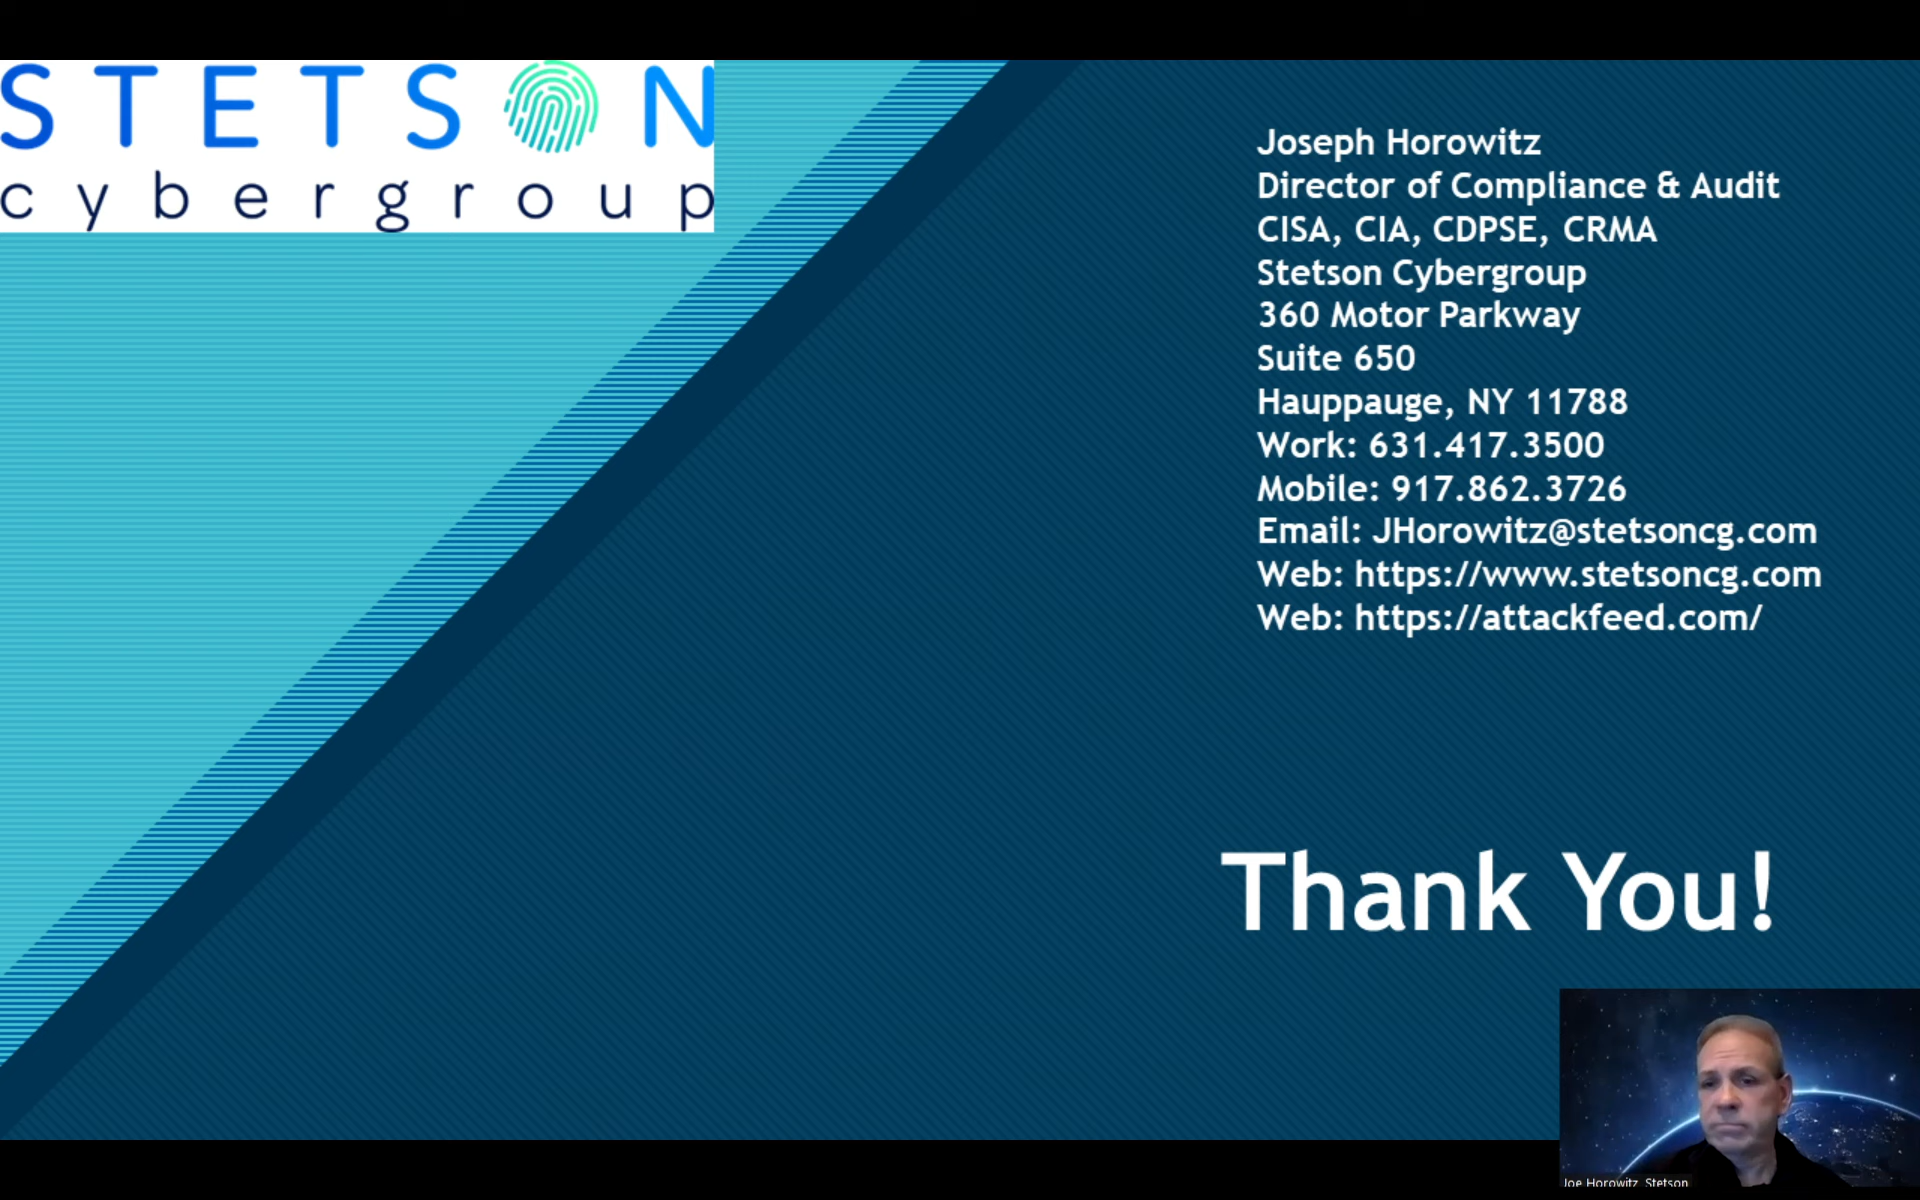 STETSON
cybergroup
Joseph Horowitz
Director of Compliance & Audit
CISA, CIA, CDPSE, CRMA
Stetson Cybergroup
360 Motor Parkway
Suite 650
Hauppauge, NY 11788
Work: 631.417.3500
Mobile: 917.862.3726
Email: JHorowitz@stetsoncg.com
Web: https://www.stetsoncg.com
Web: https://attackfeed.com/
Thank You!
Joe Horowitz, Stetson